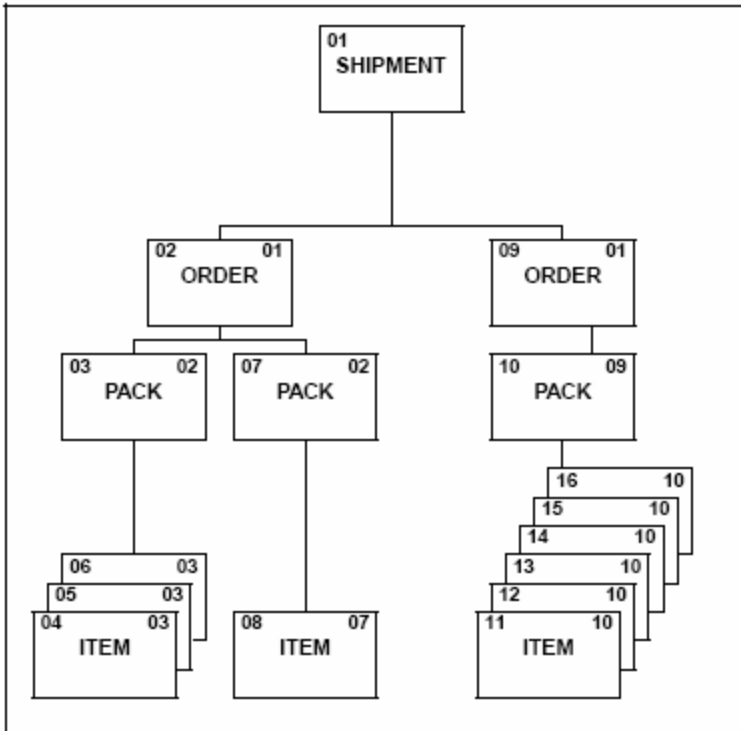 01
SHIPMENT
02 01
ORDER
09 01
ORDER
03 02
PACK
07 02
PACK
10 09
PACK
16 10
15 10
14 10
13 10
12 10
11 10
ITEM
06 03
05 03
04 03
ITEM
08 07
ITEM